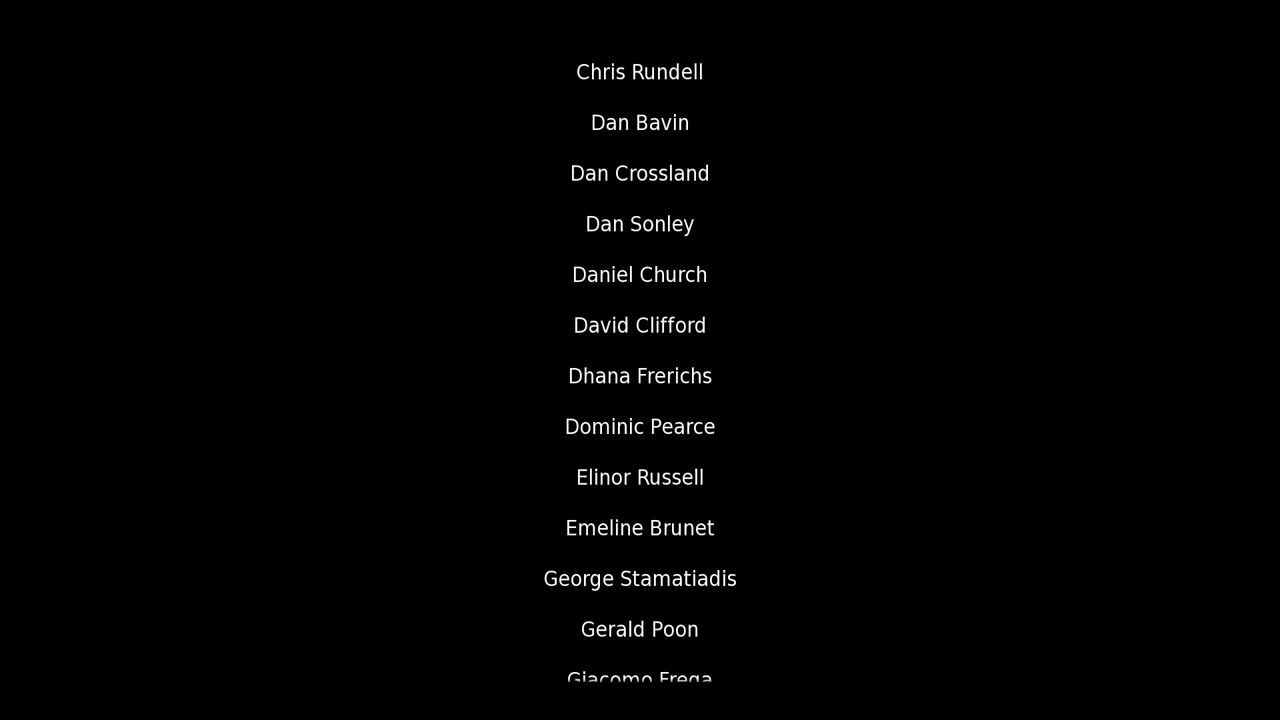 Chris Rundell
Dan Bavin
Dan Crossland
Dan Sonley
Daniel Church
David Clifford
Dhana Frerichs
Dominic Pearce
Elinor Russell
Emeline Brunet
George Stamatiadis
Gerald Poon
Giacomo